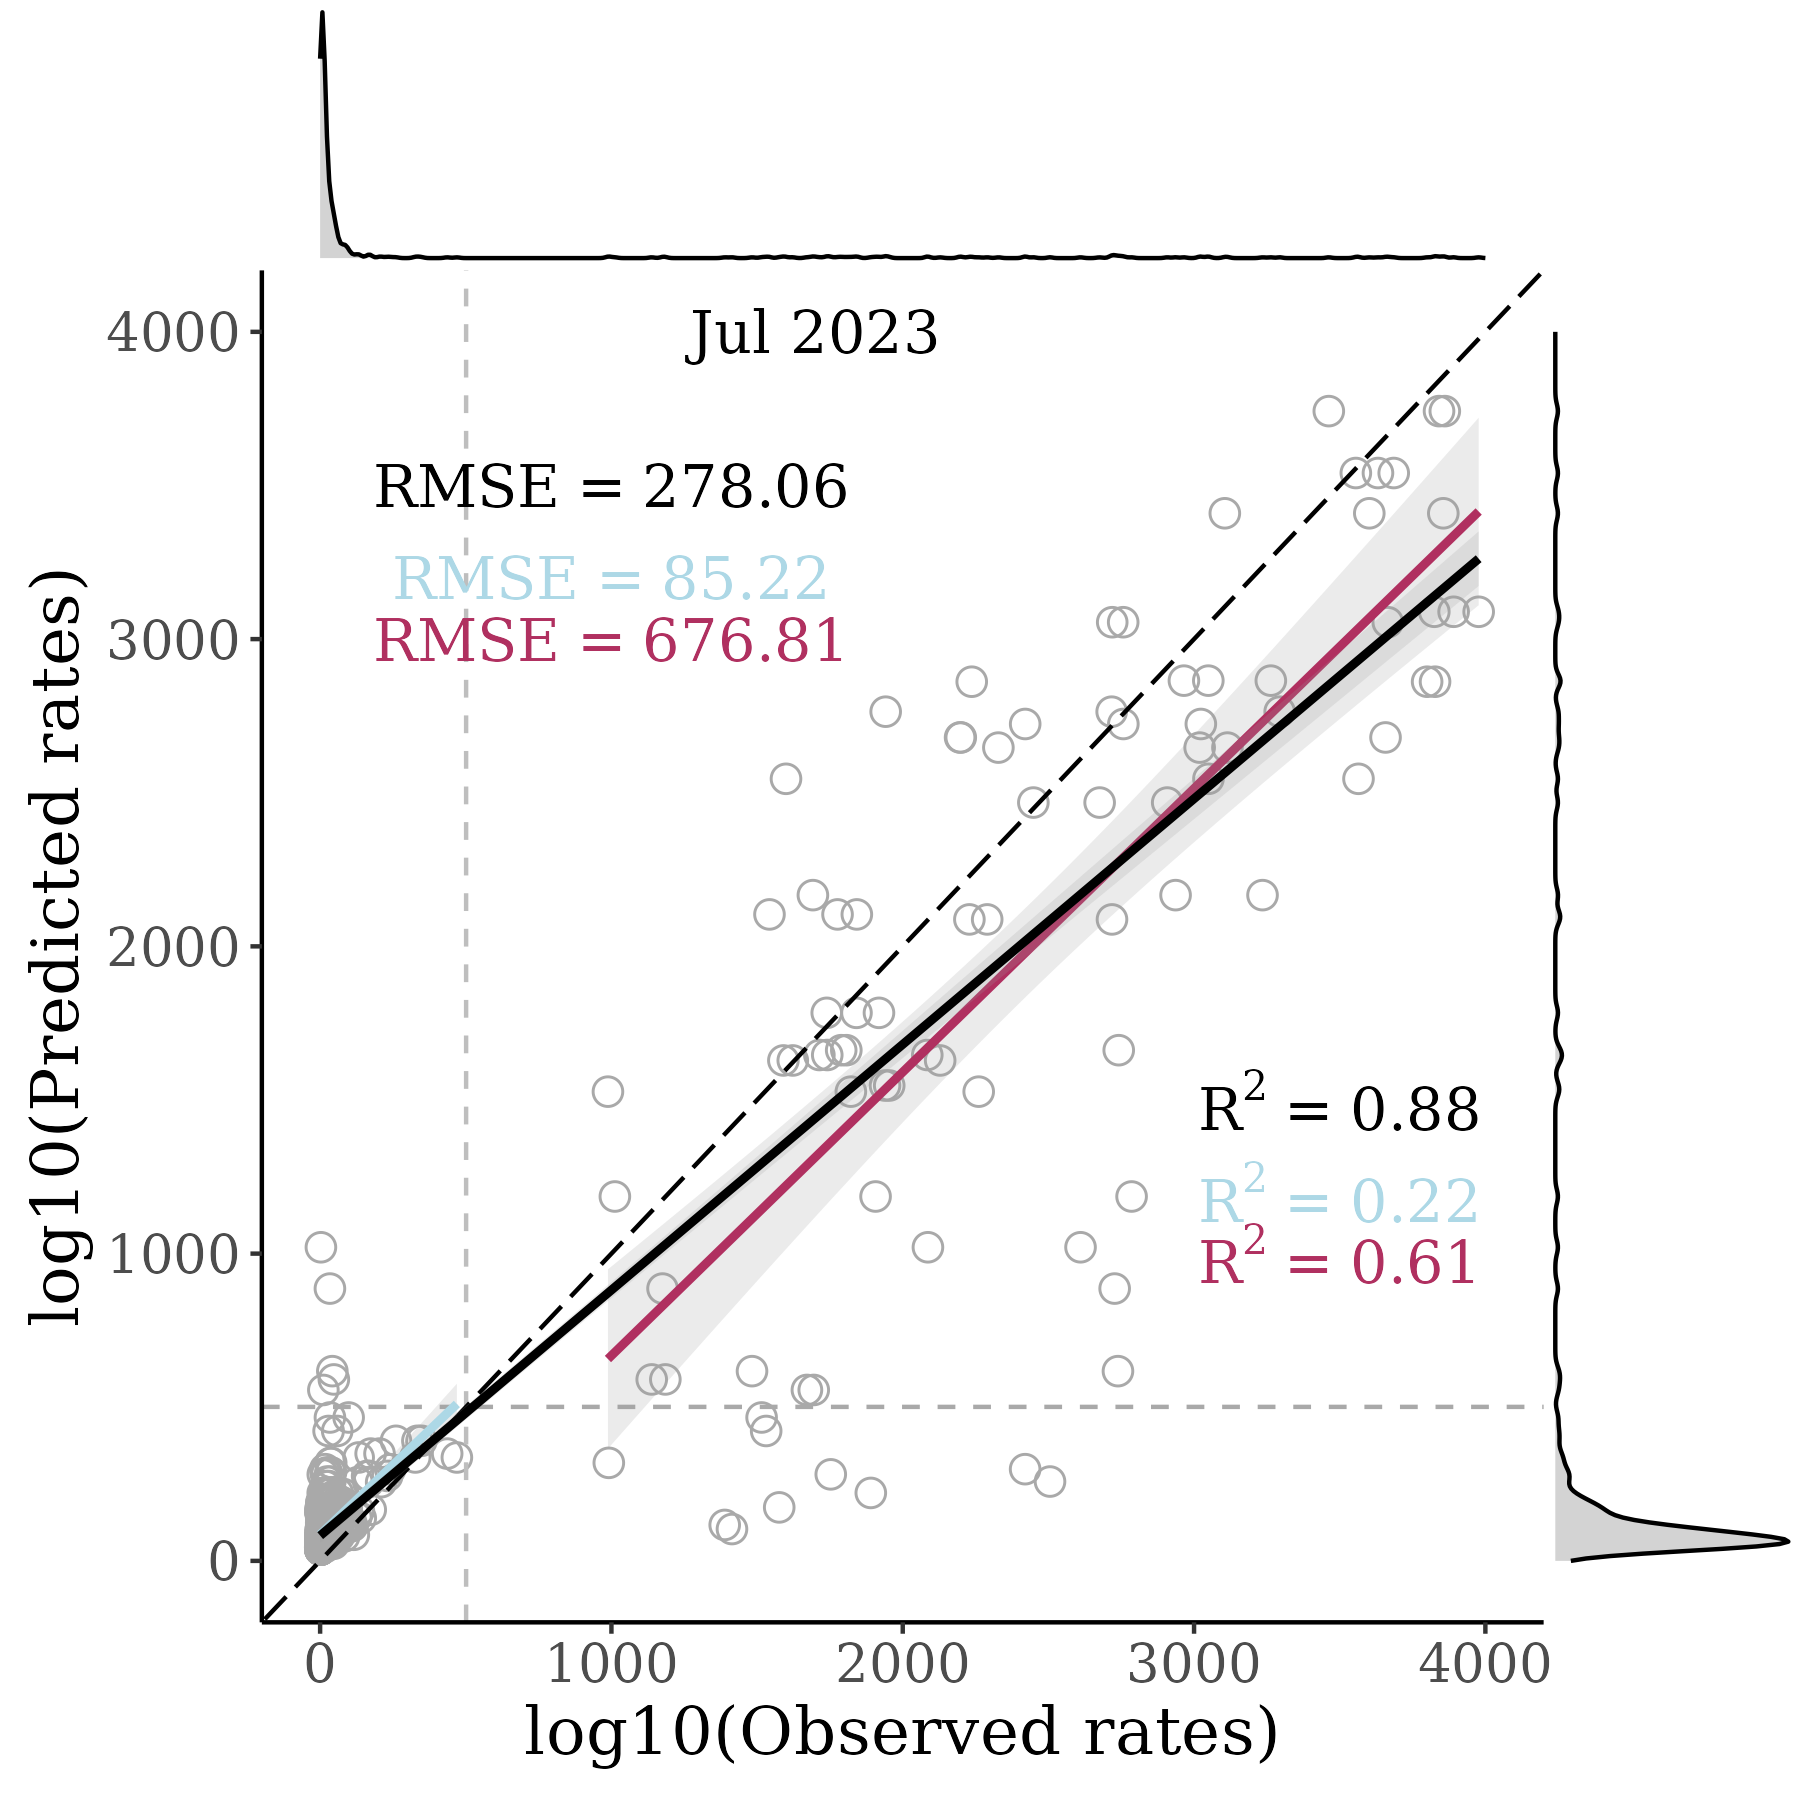 Jul 2023
RMSE = 278.06
RMSE = 85.22
RMSE = 676.81
R² = 0.88
R² = 0.22
R² = 0.61
4000
3000
2000
1000
0
log10(Predicted rates)
0 1000 2000 3000 4000
log10(Observed rates)